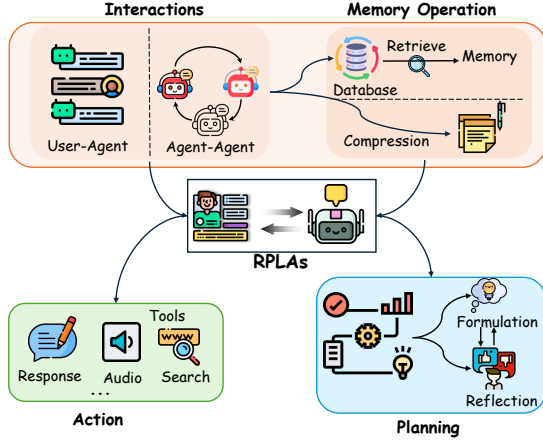 Interactions
Memory Operation
User-Agent
Agent-Agent
Retrieve
Memory
Database
Compression
RPLAs
Tools
WWW
Response
Audio
Search
...
Action
Formulation
Reflection
Planning